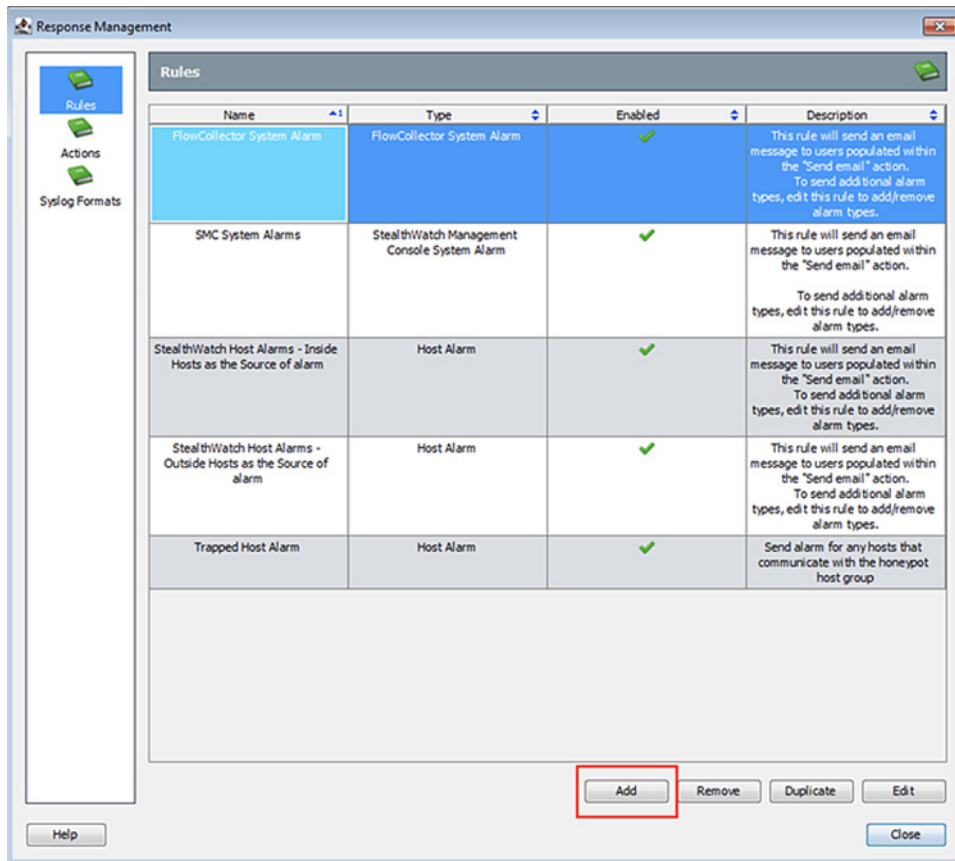 Response Management
Rules
Actions
Syslog Formats
Rules
Name 1
Type
Enabled
Description
FlowCollector System Alarm
FlowCollector System Alarm
This rule will send an email
message to users populated within
the "Send email" action.
To send additional alarm
types, edit this rule to add/remove
alarm types.
SMC System Alarms
StealthWatch Management
Console System Alarm
This rule will send an email
message to users populated within
the "Send email" action.
To send additional alarm
types, edit this rule to add/remove
alarm types.
StealthWatch Host Alarms - Inside
Hosts as the Source of alarm
Host Alarm
This rule will send an email
message to users populated within
the "Send email" action.
To send additional alarm
types, edit this rule to add/remove
alarm types.
StealthWatch Host Alarms -
Outside Hosts as the Source of
alarm
Host Alarm
This rule will send an email
message to users populated within
the "Send email" action.
To send additional alarm
types, edit this rule to add/remove
alarm types.
Trapped Host Alarm
Host Alarm
Send alarm for any hosts that
communicate with the honeypot
host group
Add
Remove
Duplicate
Edit
Help
Close